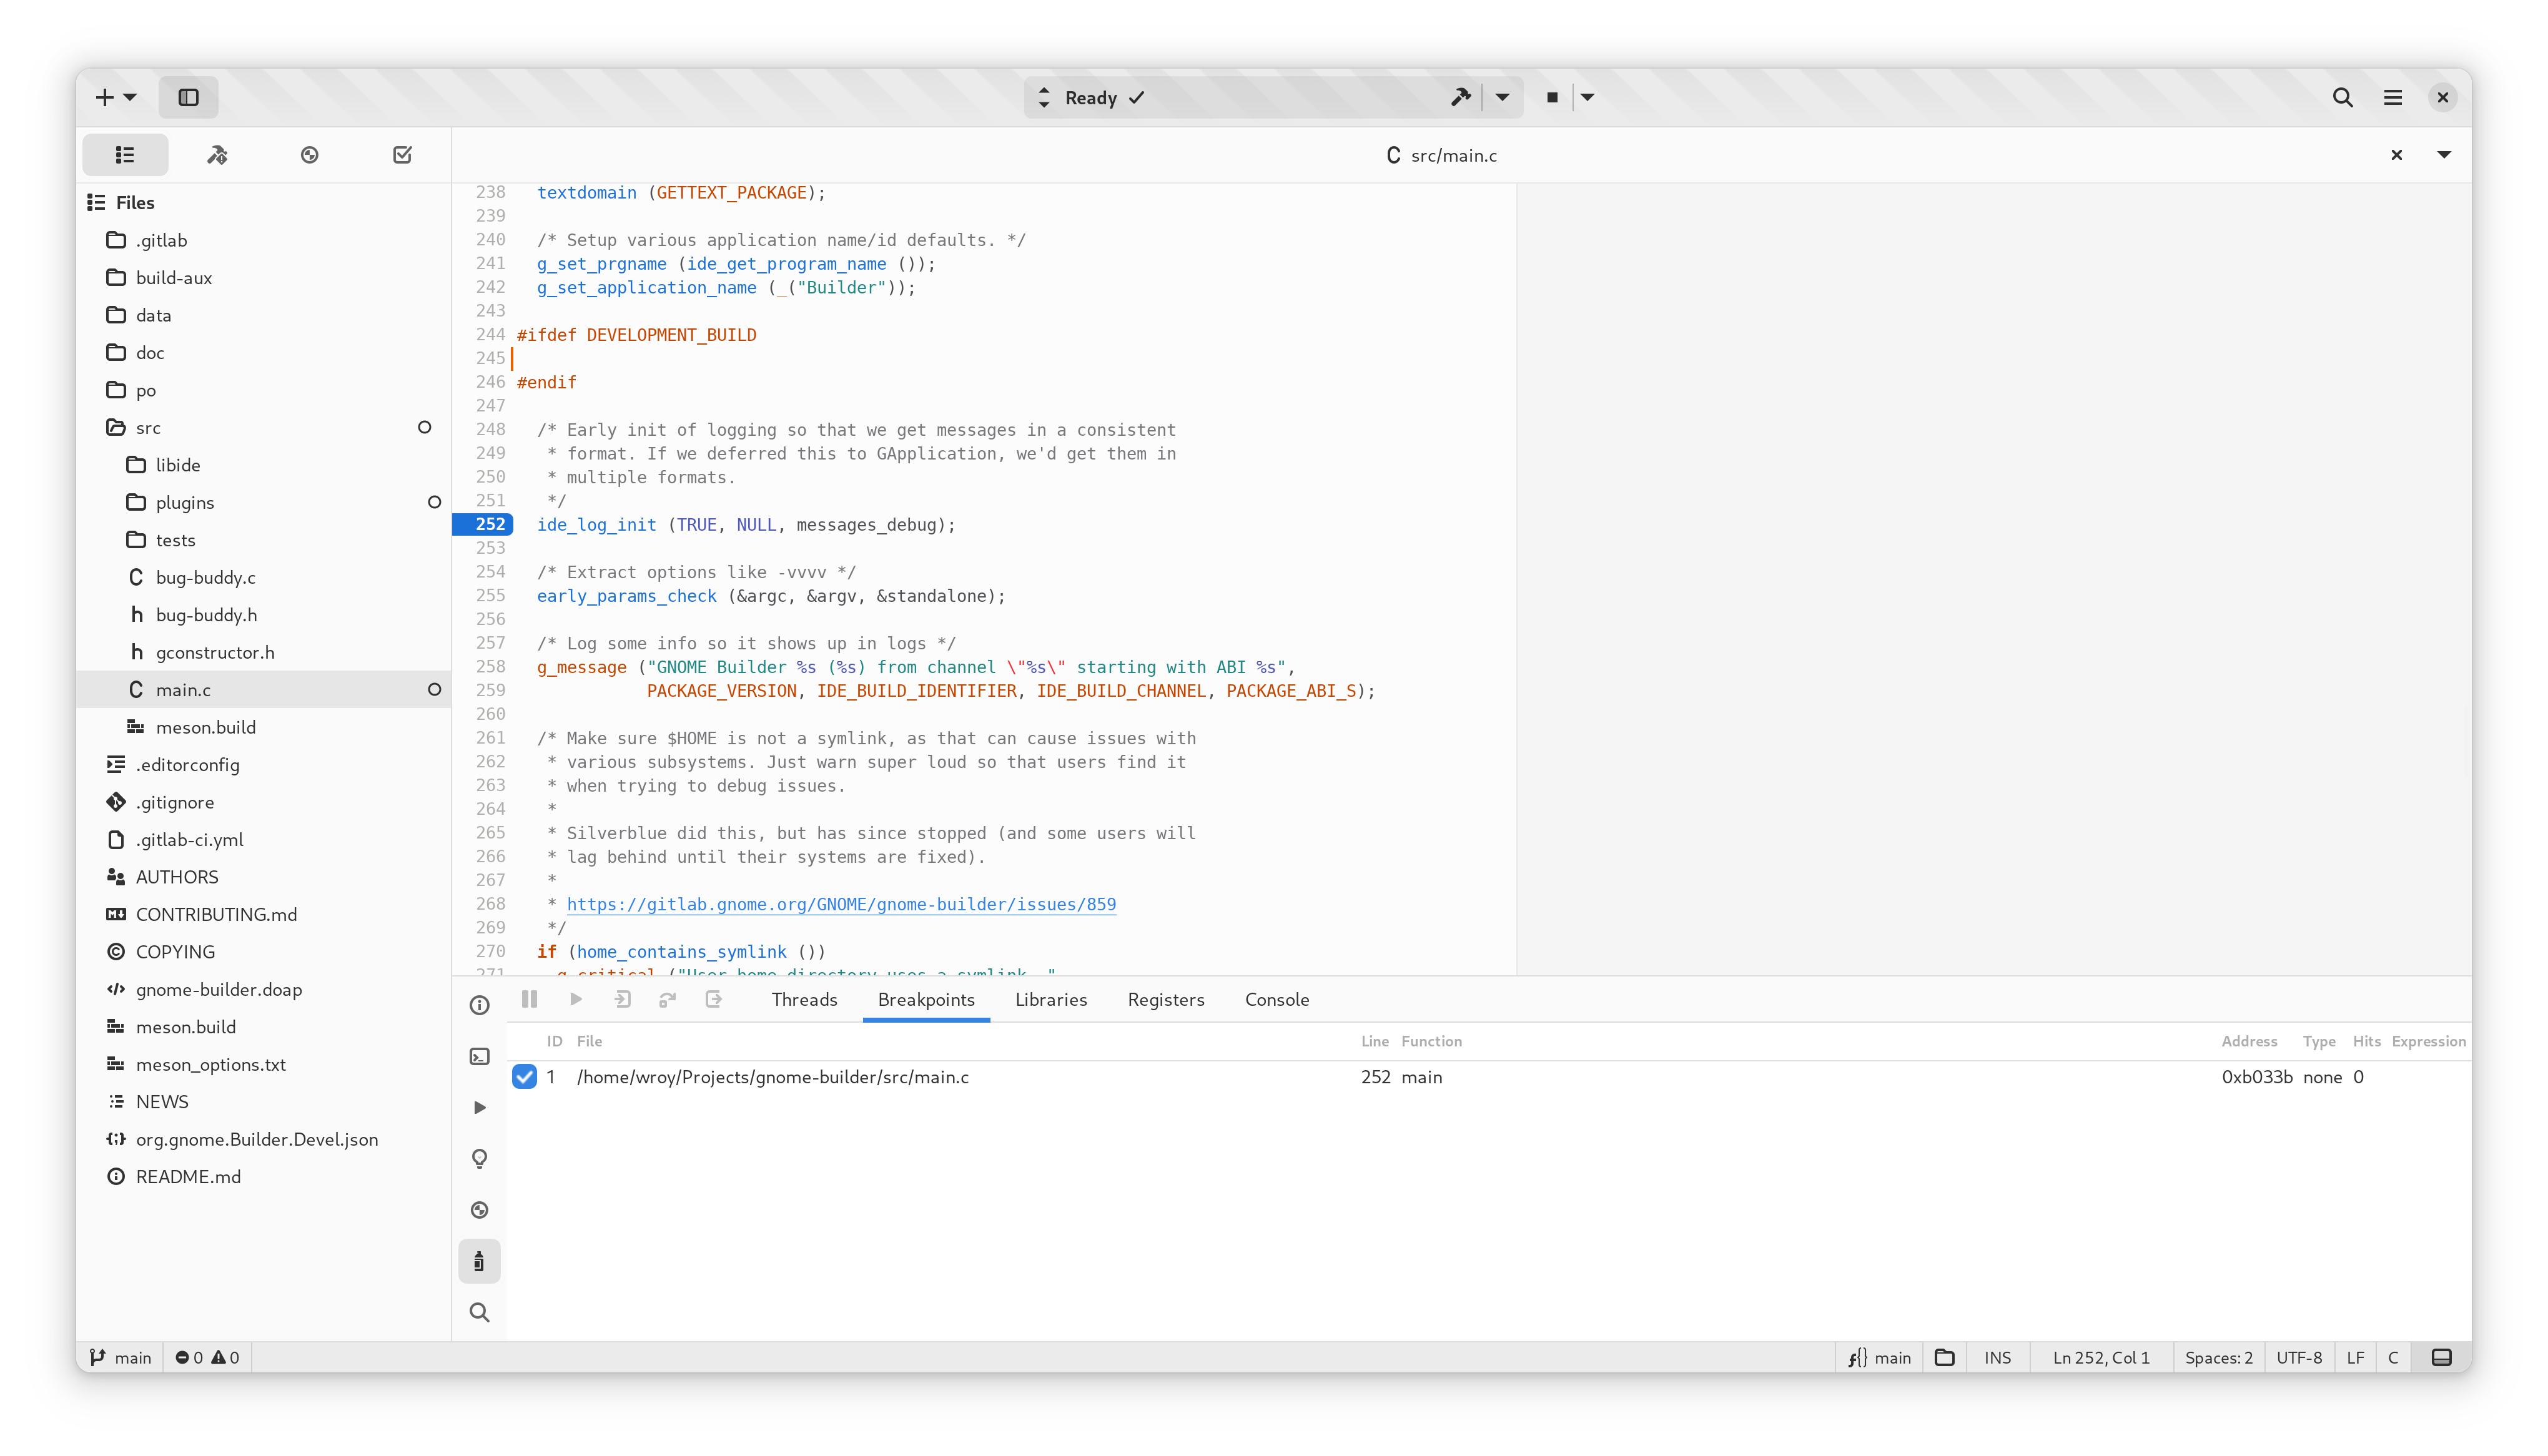 Ready
src/main.c
Files
.gitlab
build-aux
data
doc
po
src
libide
plugins
tests
bug-buddy.c
bug-buddy.h
gconstructor.h
main.c
meson.build
.editorconfig
.gitignore
.gitlab-ci.yml
AUTHORS
CONTRIBUTING.md
COPYING
gnome-builder.doap
meson.build
meson_options.txt
NEWS
org.gnome.Builder.Devel.json
README.md
238 textdomain (GETTEXT_PACKAGE);
239
240 /* Setup various application name/id defaults. */
241 g_set_prgname (ide_get_program_name ());
242 g_set_application_name (_("Builder"));
243
244 #ifdef DEVELOPMENT_BUILD
245
246 #endif
247
248 /* Early init of logging so that we get messages in a consistent
249 * format. If we deferred this to GApplication, we'd get them in
250 * multiple formats.
251 */
252 ide_log_init (TRUE, NULL, messages_debug);
253
254 /* Extract options like -vvvv */
255 early_params_check (&argc, &argv, &standalone);
256
257 /* Log some info so it shows up in logs */
258 g_message ("GNOME Builder %s (%s) from channel \"%s\" starting with ABI %s",
259 PACKAGE_VERSION, IDE_BUILD_IDENTIFIER, IDE_BUILD_CHANNEL, PACKAGE_ABI_S);
260
261 /* Make sure $HOME is not a symlink, as that can cause issues with
262 * various subsystems. Just warn super loud so that users find it
263 * when trying to debug issues.
264 *
265 * Silverblue did this, but has since stopped (and some users will
266 * lag behind until their systems are fixed).
267 *
268 * https://gitlab.gnome.org/GNOME/gnome-builder/issues/859
269 */
270 if (home_contains_symlink ())
271 g_critical ("User home directory uses a symlink. "
Threads Breakpoints Libraries Registers Console
ID File Line Function Address Type Hits Expression
1 /home/wroy/Projects/gnome-builder/src/main.c 252 main 0xb033b none 0
main 0 0 main INS Ln 252, Col 1 Spaces: 2 UTF-8 LF C